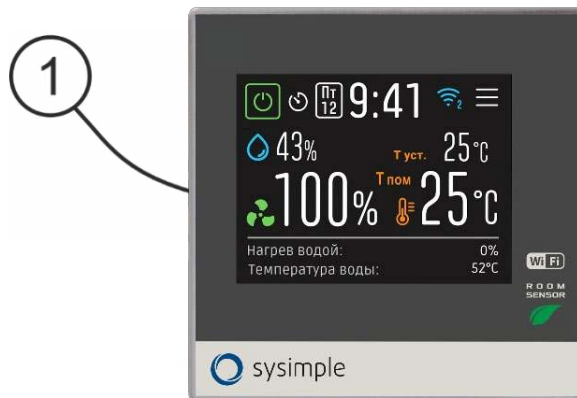 1
Пт
12
9:41
2
43%
Т уст. 25°C
100%
Т пом 25°C
Нагрев водой: 0%
Температура воды: 52°C
Wi Fi
ROOM
SENSOR
sysimple